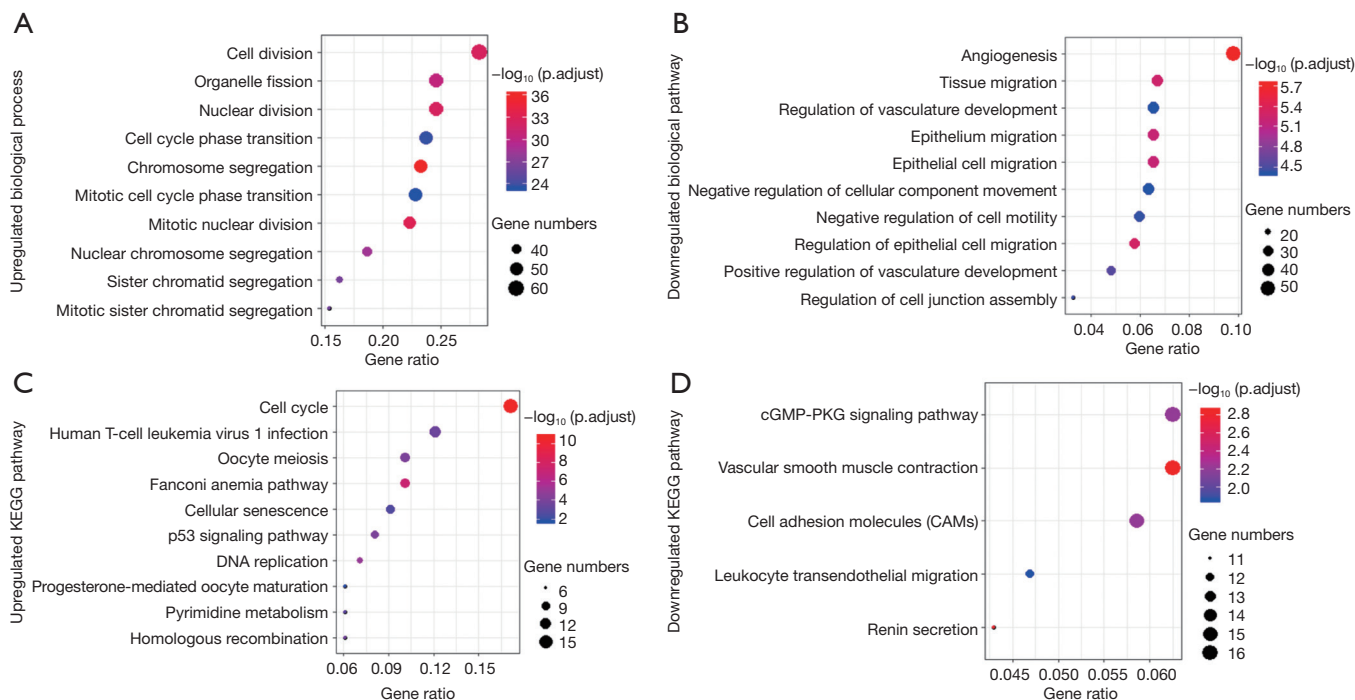 A
Upregulated biological process
Cell division
Organelle fission
Nuclear division
Cell cycle phase transition
Chromosome segregation
Mitotic cell cycle phase transition
Mitotic nuclear division
Nuclear chromosome segregation
Sister chromatid segregation
Mitotic sister chromatid segregation
0.15 0.20 0.25
Gene ratio
–log10 (p.adjust)
36
33
30
27
24
Gene numbers
40
50
60
B
Downregulated biological pathway
Angiogenesis
Tissue migration
Regulation of vasculature development
Epithelium migration
Epithelial cell migration
Negative regulation of cellular component movement
Negative regulation of cell motility
Regulation of epithelial cell migration
Positive regulation of vasculature development
Regulation of cell junction assembly
0.04 0.06 0.08 0.10
Gene ratio
–log10 (p.adjust)
5.7
5.4
5.1
4.8
4.5
Gene numbers
20
30
40
50
C
Upregulated KEGG pathway
Cell cycle
Human T-cell leukemia virus 1 infection
Oocyte meiosis
Fanconi anemia pathway
Cellular senescence
p53 signaling pathway
DNA replication
Progesterone-mediated oocyte maturation
Pyrimidine metabolism
Homologous recombination
0.06 0.09 0.12 0.15
Gene ratio
–log10 (p.adjust)
10
8
6
4
2
Gene numbers
6
9
12
15
D
Downregulated KEGG pathway
cGMP-PKG signaling pathway
Vascular smooth muscle contraction
Cell adhesion molecules (CAMs)
Leukocyte transendothelial migration
Renin secretion
0.045 0.050 0.055 0.060
Gene ratio
–log10 (p.adjust)
2.8
2.6
2.4
2.2
2.0
Gene numbers
11
12
13
14
15
16